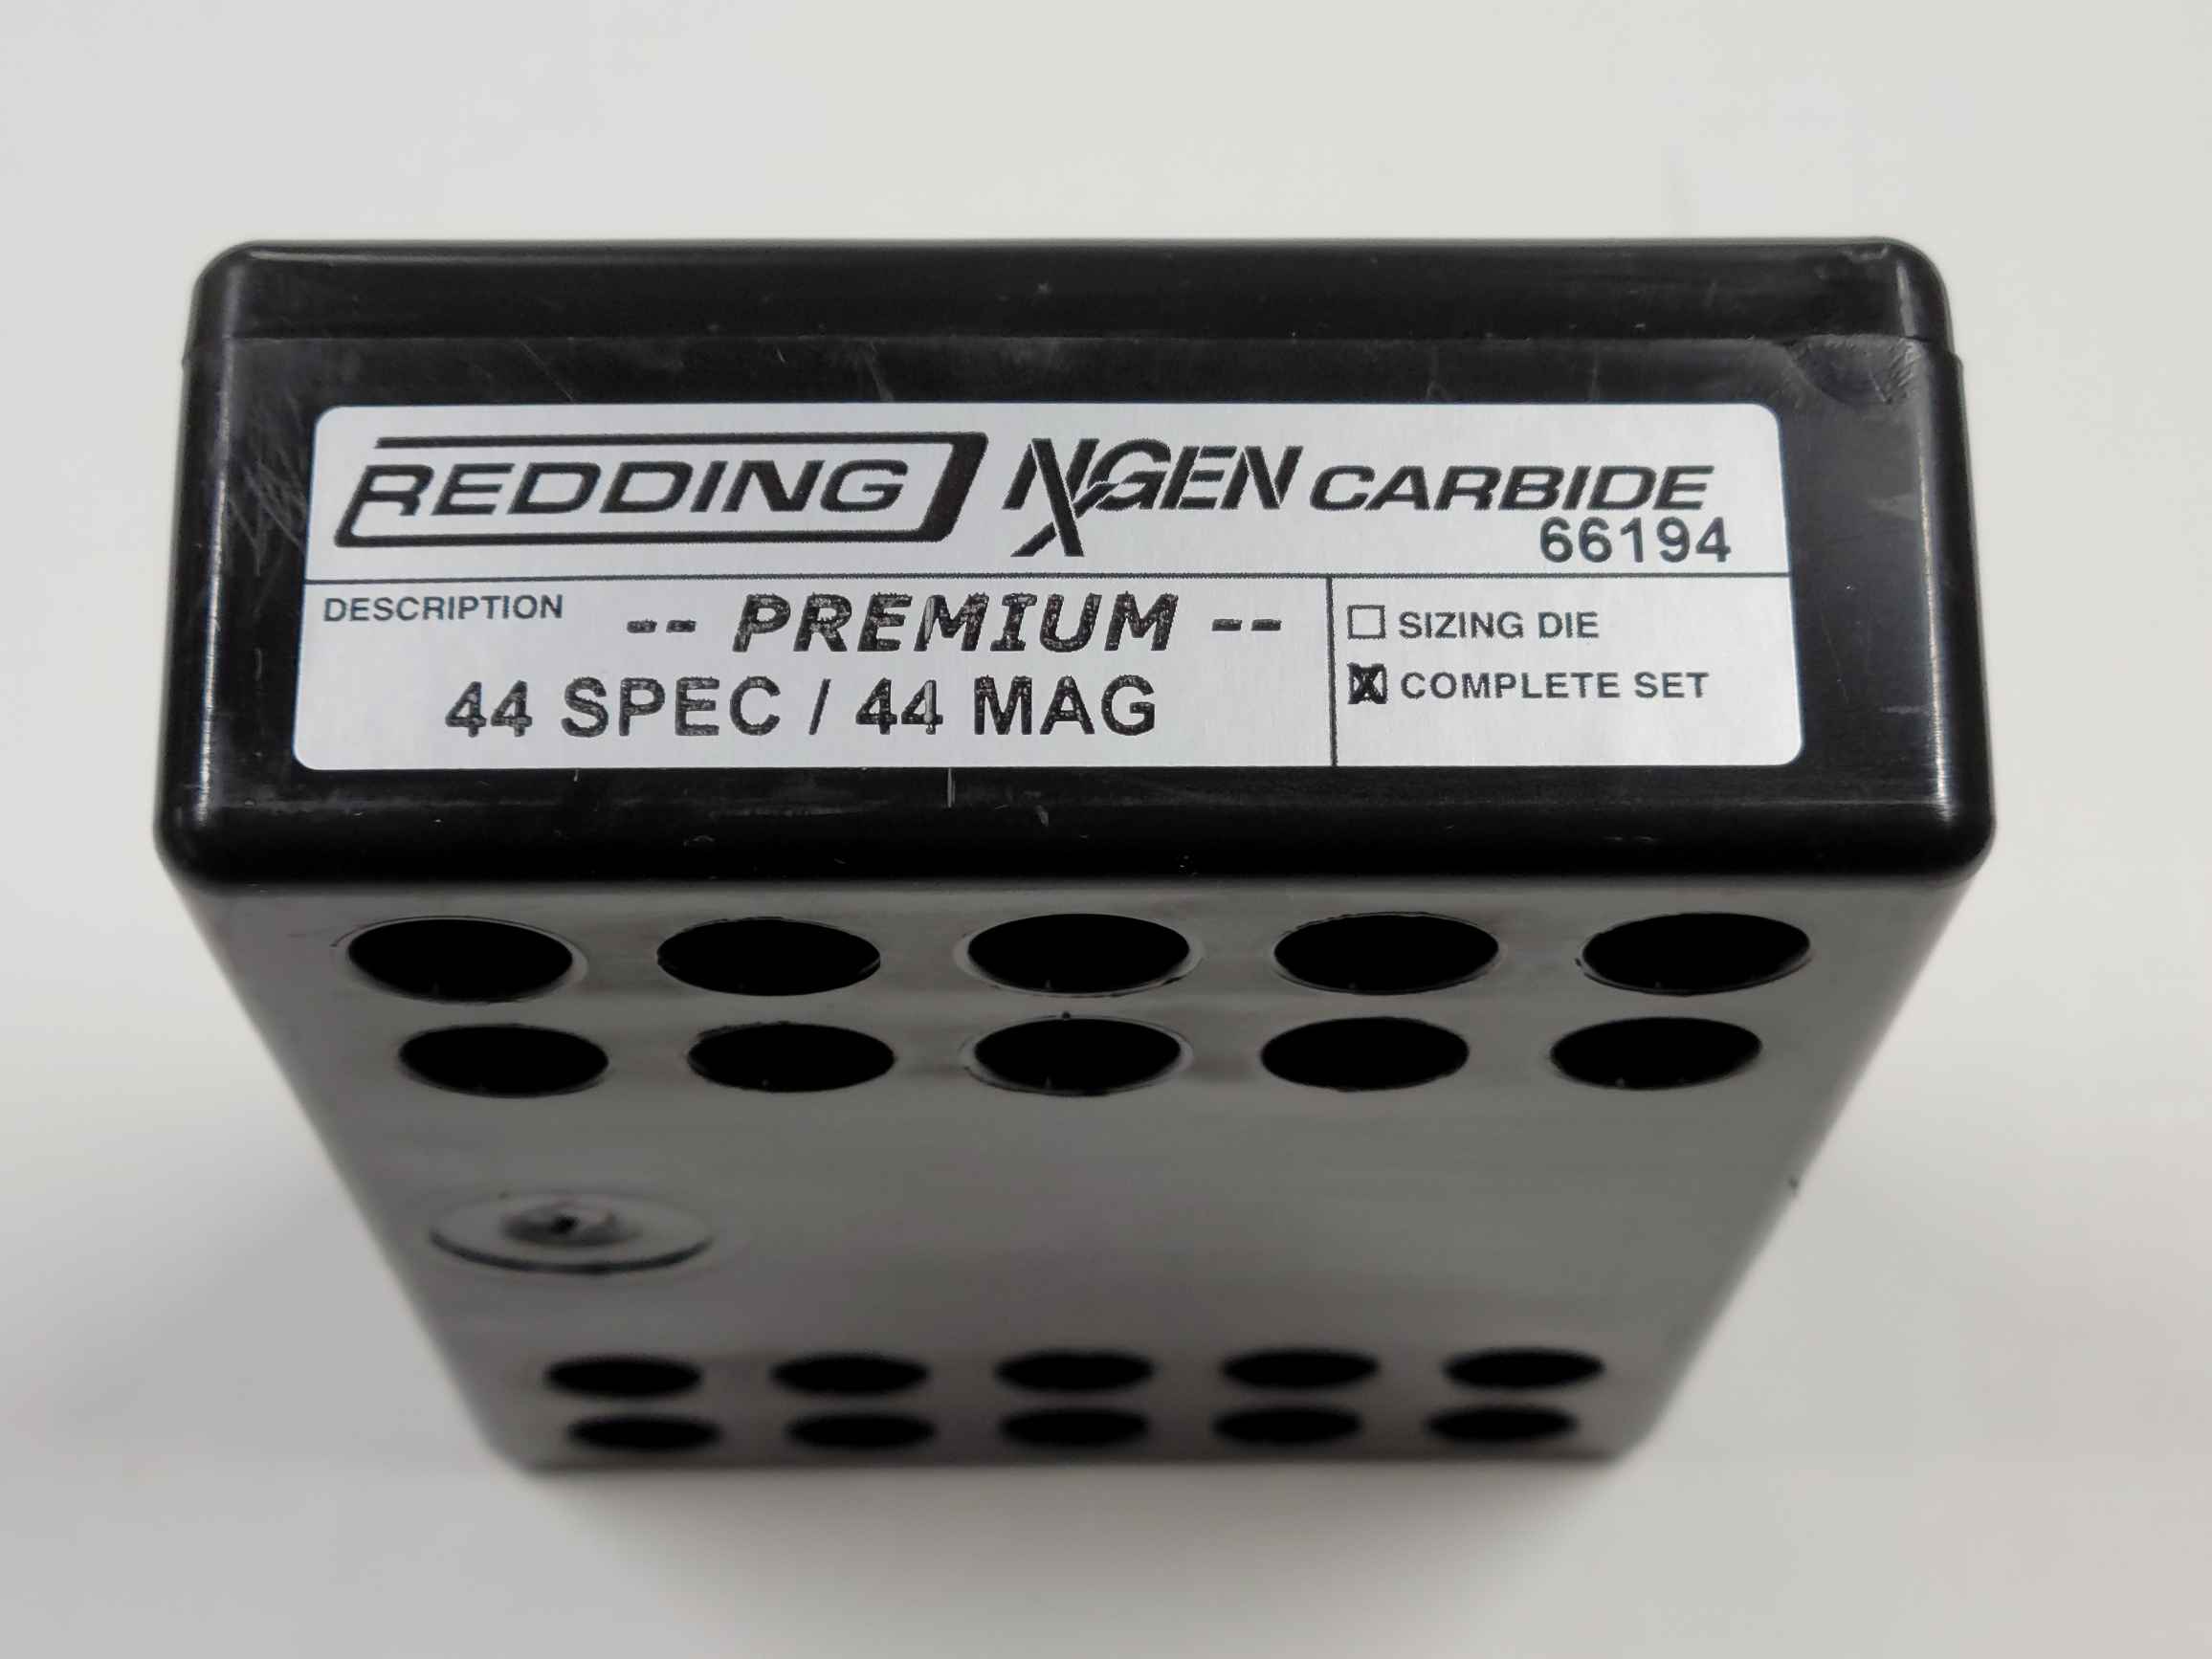 REDDING NXGEN CARBIDE
66194
DESCRIPTION -- PREMIUM --
44 SPEC / 44 MAG
SIZING DIE
COMPLETE SET